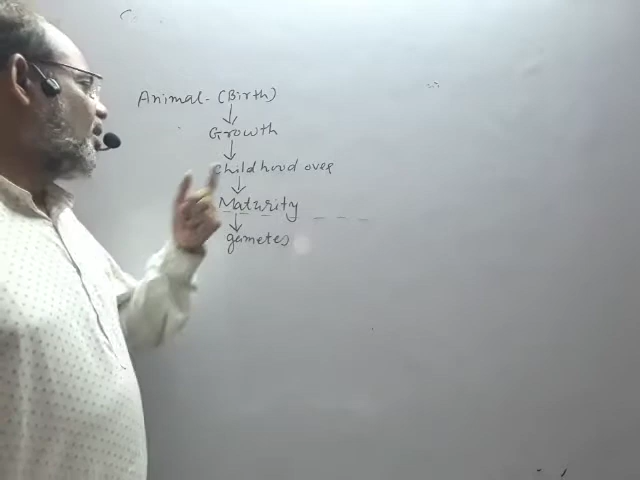 Animal - (Birth)
↓
Growth
↓
Childhood over
↓
Maturity _ _ _
↓
gametes